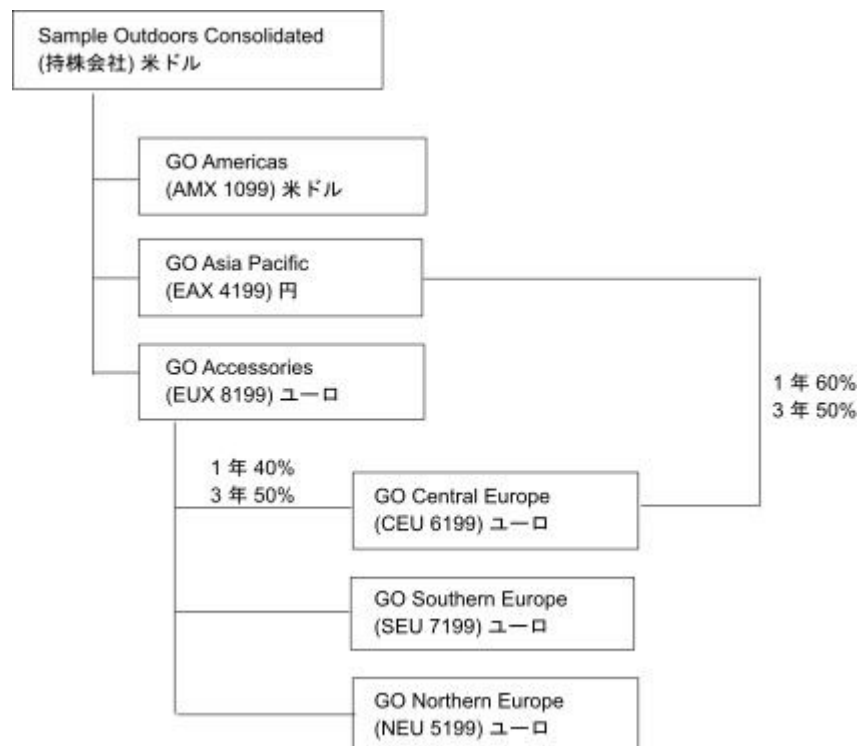 Sample Outdoors Consolidated
(持株会社) 米ドル
GO Americas
(AMX 1099) 米ドル
GO Asia Pacific
(EAX 4199) 円
GO Accessories
(EUX 8199) ユーロ
1 年 60%
3 年 50%
1 年 40%
3 年 50%
GO Central Europe
(CEU 6199) ユーロ
GO Southern Europe
(SEU 7199) ユーロ
GO Northern Europe
(NEU 5199) ユーロ